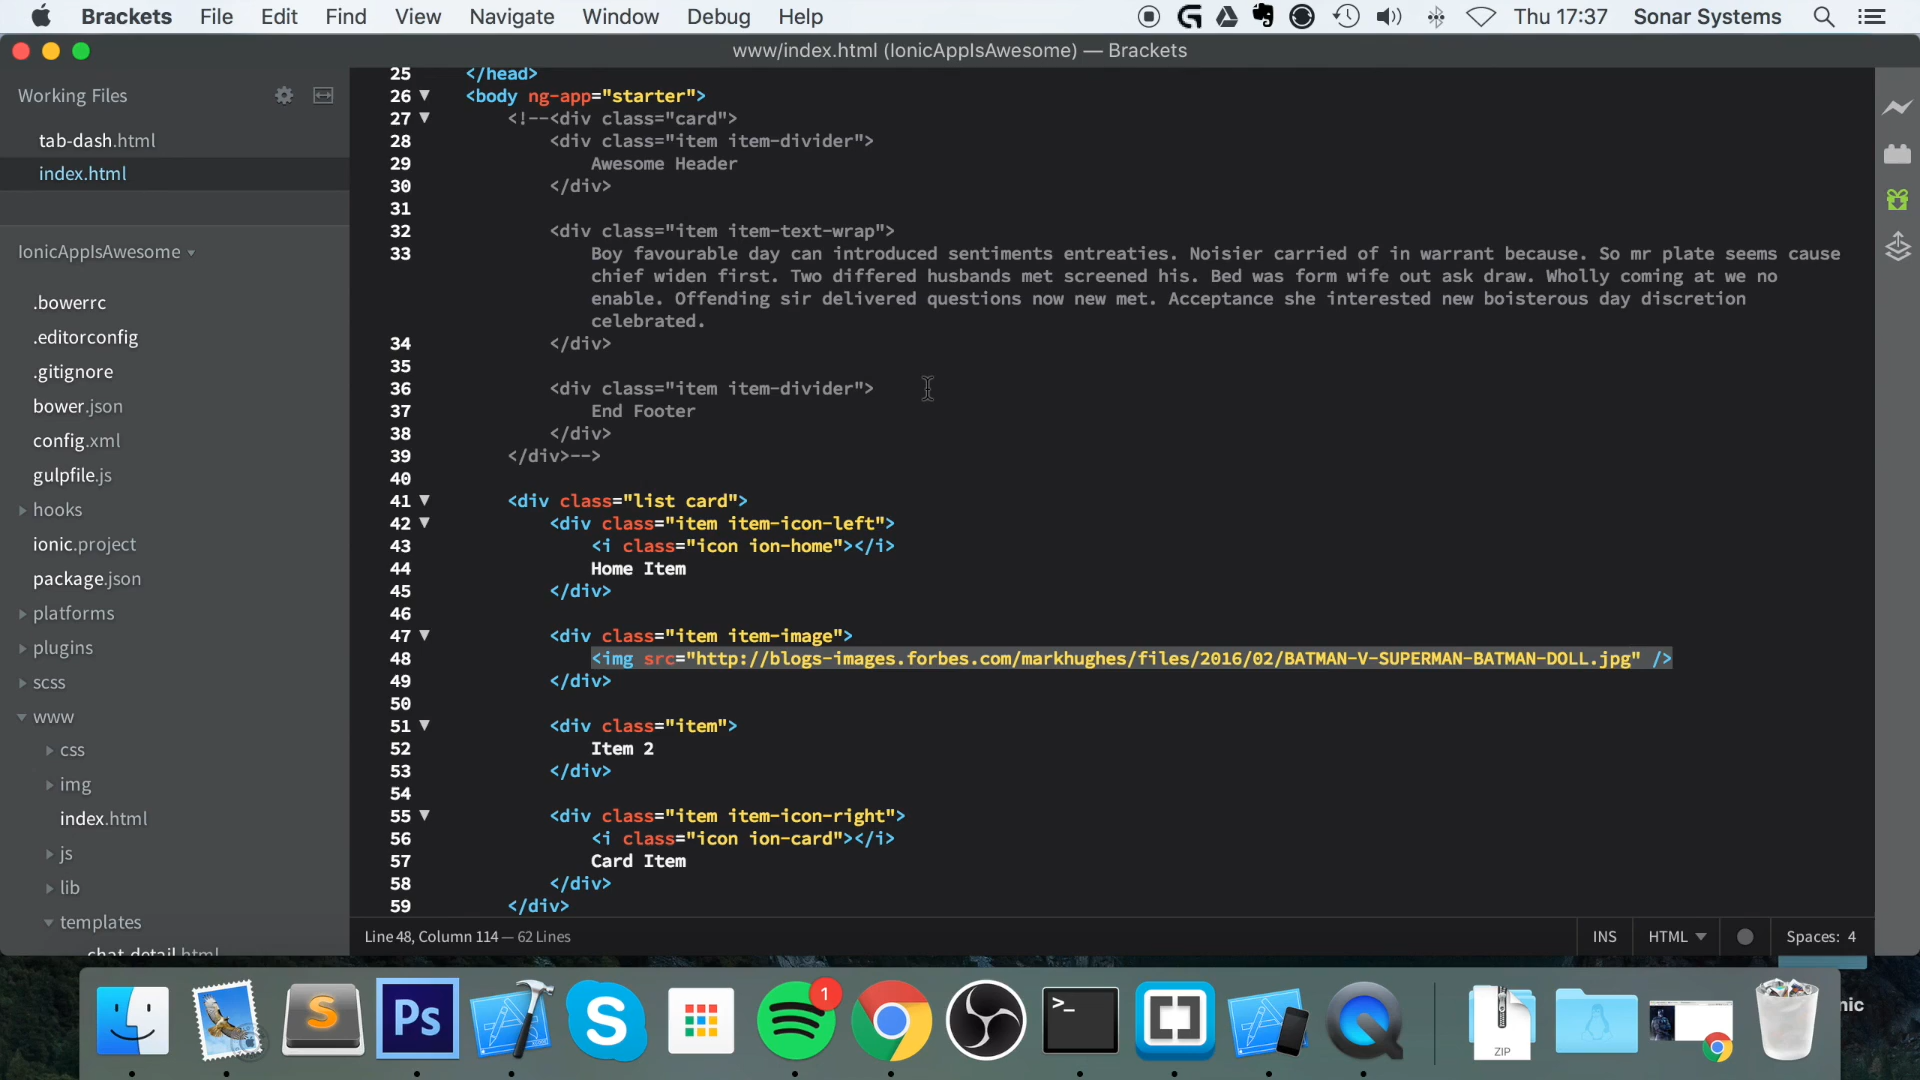 Brackets File Edit Find View Navigate Window Debug Help Thu 17:37 Sonar Systems
www/index.html (IonicAppIsAwesome) — Brackets
Working Files
tab-dash.html
index.html
IonicAppIsAwesome
.bowerrc
.editorconfig
.gitignore
bower.json
config.xml
gulpfile.js
hooks
ionic.project
package.json
platforms
plugins
scss
www
css
img
index.html
js
lib
templates
chat-detail.html
25 </head>
26 <body ng-app="starter">
27 <!--<div class="card">
28 <div class="item item-divider">
29 Awesome Header
30 </div>
31
32 <div class="item item-text-wrap">
33 Boy favourable day can introduced sentiments entreaties. Noisier carried of in warrant because. So mr plate seems cause
chief widen first. Two differed husbands met screened his. Bed was form wife out ask draw. Wholly coming at we no
enable. Offending sir delivered questions now new met. Acceptance she interested new boisterous day discretion
celebrated.
34 </div>
35
36 <div class="item item-divider">
37 End Footer
38 </div>
39 </div>-->
40
41 <div class="list card">
42 <div class="item item-icon-left">
43 <i class="icon ion-home"></i>
44 Home Item
45 </div>
46
47 <div class="item item-image">
48 <img src="http://blogs-images.forbes.com/markhughes/files/2016/02/BATMAN-V-SUPERMAN-BATMAN-DOLL.jpg" />
49 </div>
50
51 <div class="item">
52 Item 2
53 </div>
54
55 <div class="item item-icon-right">
56 <i class="icon ion-card"></i>
57 Card Item
58 </div>
59 </div>
Line 48, Column 114 — 62 Lines INS HTML Spaces: 4
S
Ps
S
1
>_
ZIP
nic